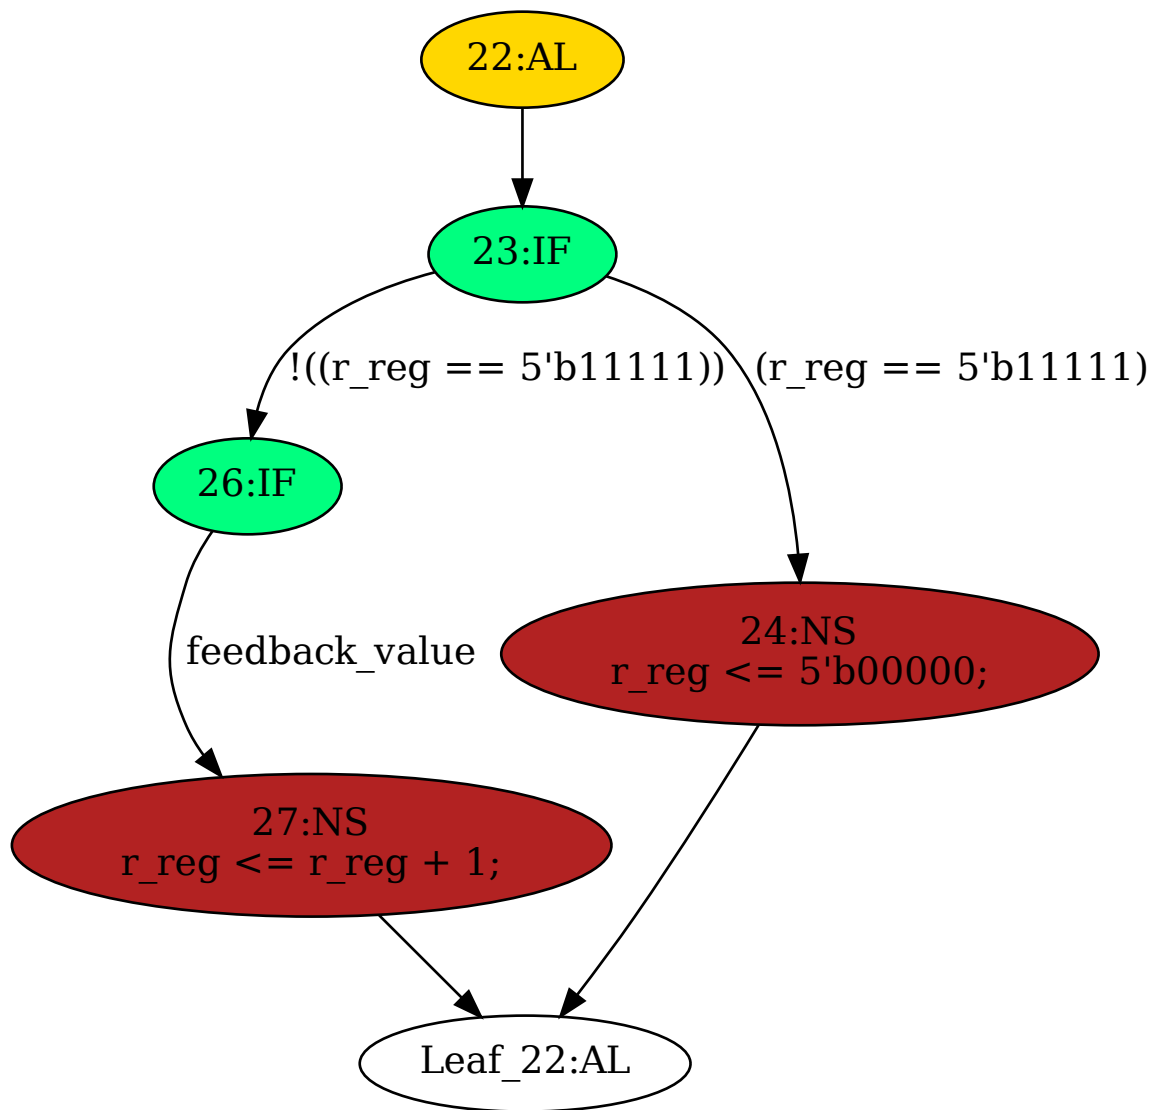 22:AL
23:IF
!((r_reg == 5'b11111))
(r_reg == 5'b11111)
26:IF
feedback_value
24:NS
r_reg <= 5'b00000;
27:NS
r_reg <= r_reg + 1;
Leaf_22:AL